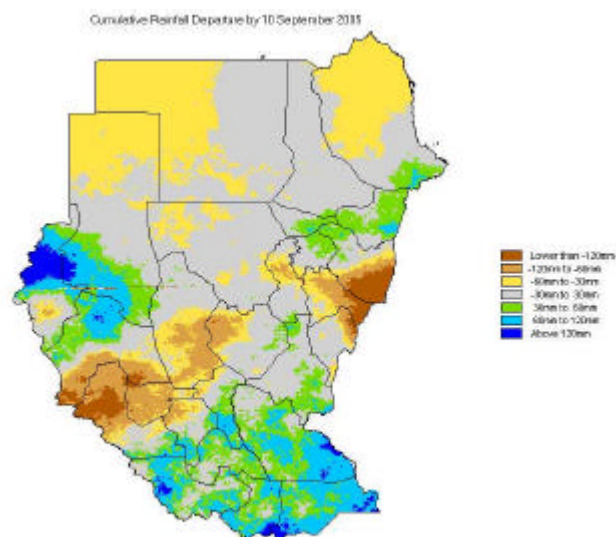 Cumulative Rainfall Departure by 10 September 2005
Lower than -120mm
-120mm to -60mm
-60mm to -30mm
-30mm to 30mm
30mm to 60mm
60mm to 120mm
Above 120mm